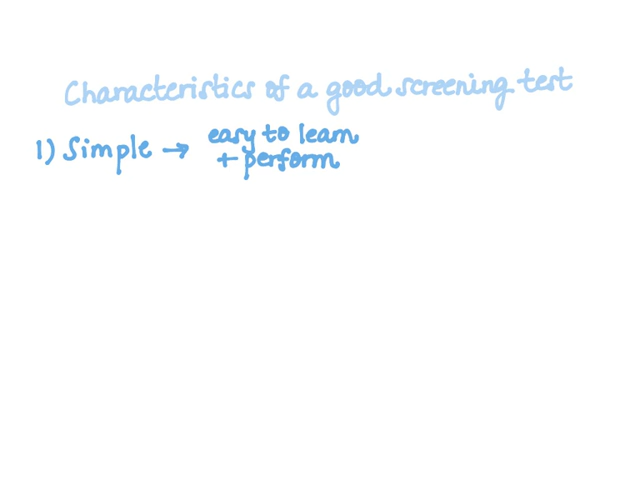 Characteristics of a good screening test
1) Simple → easy to learn
+ perform